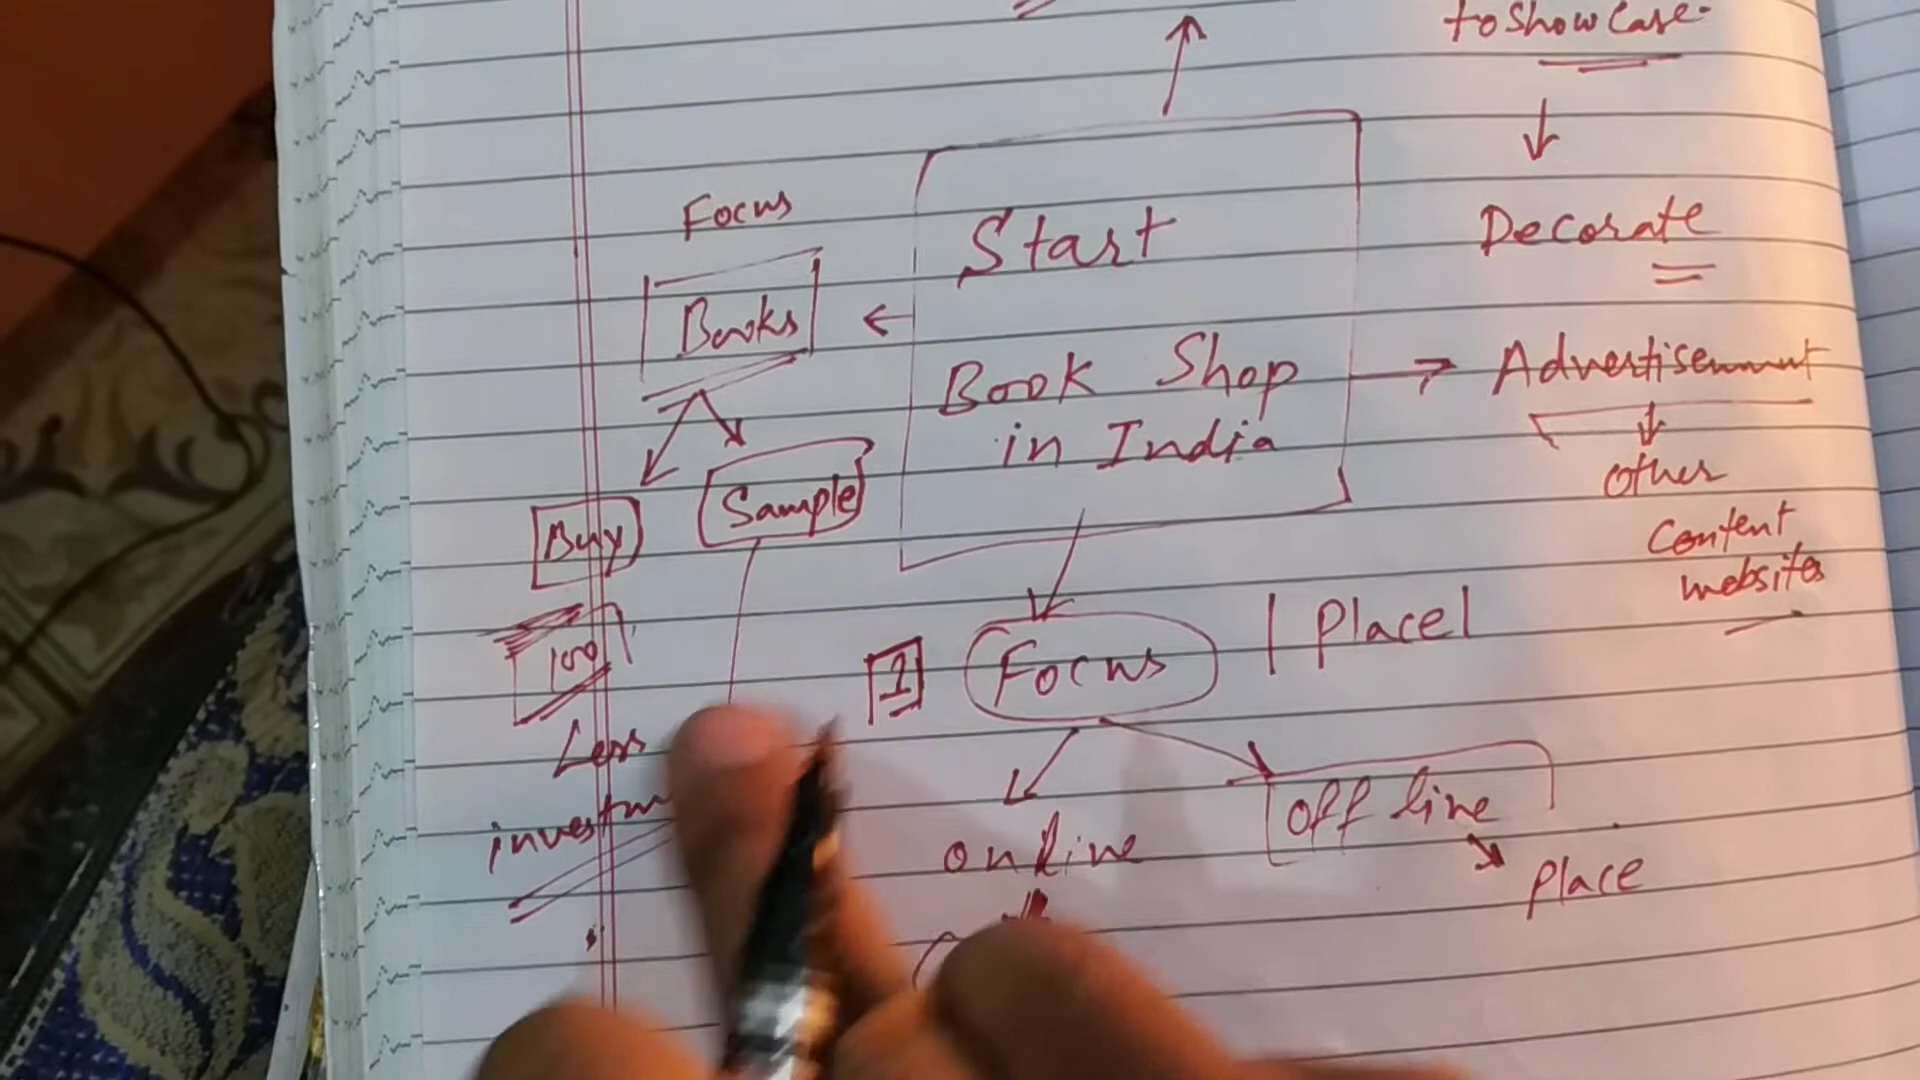 to show case
Decorate
Focus
Books
Start
Book Shop
in India
Advertisement
other
Content
websites
Buy
Sample
100
Less
1
Focus
Place
online
off line
Place